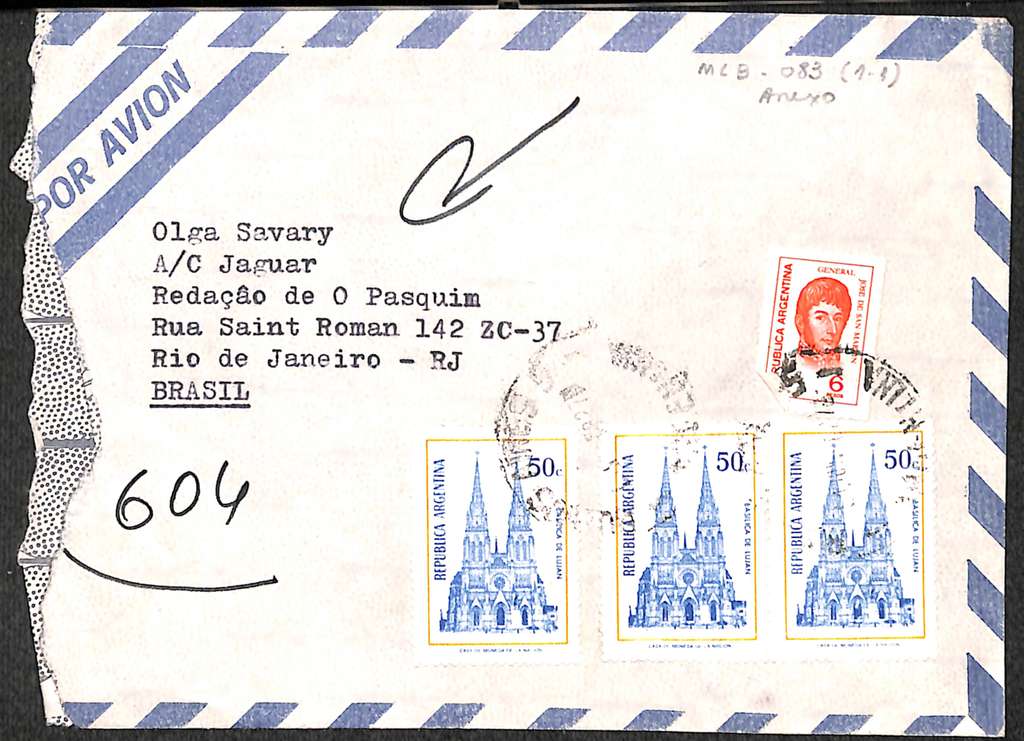 MLB - 083 (1-1)
Anexo
POR AVION
Olga Savary
A/C Jaguar
Redação de O Pasquim
Rua Saint Roman 142 ZC-37
Rio de Janeiro - RJ
BRASIL
604
GENERAL
JOSE DE SAN MARTIN
REPUBLICA ARGENTINA
6
PESOS
REPUBLICA ARGENTINA
50c
BASILICA DE LUJAN
CASA DE MONEDA DE LA NACION
REPUBLICA ARGENTINA
50c
BASILICA DE LUJAN
CASA DE MONEDA DE LA NACION
REPUBLICA ARGENTINA
50c
BASILICA DE LUJAN
CASA DE MONEDA DE LA NACION